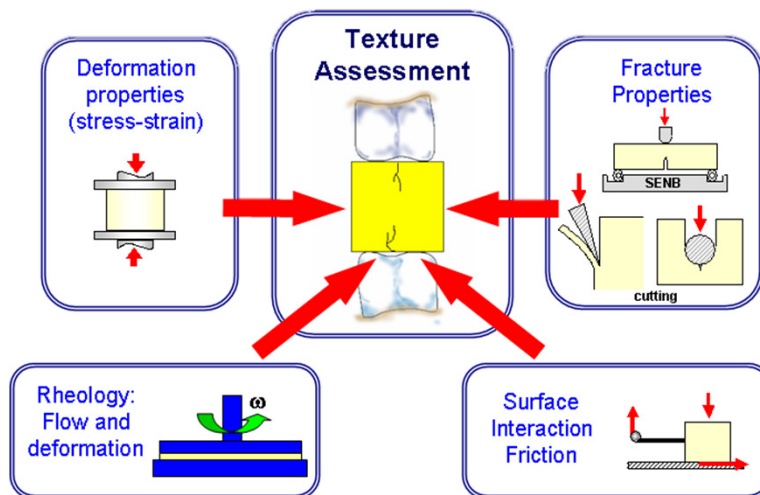 Texture
Assessment
Deformation
properties
(stress-strain)
Fracture
Properties
SENB
cutting
Rheology:
Flow and
deformation
ω
Surface
Interaction
Friction